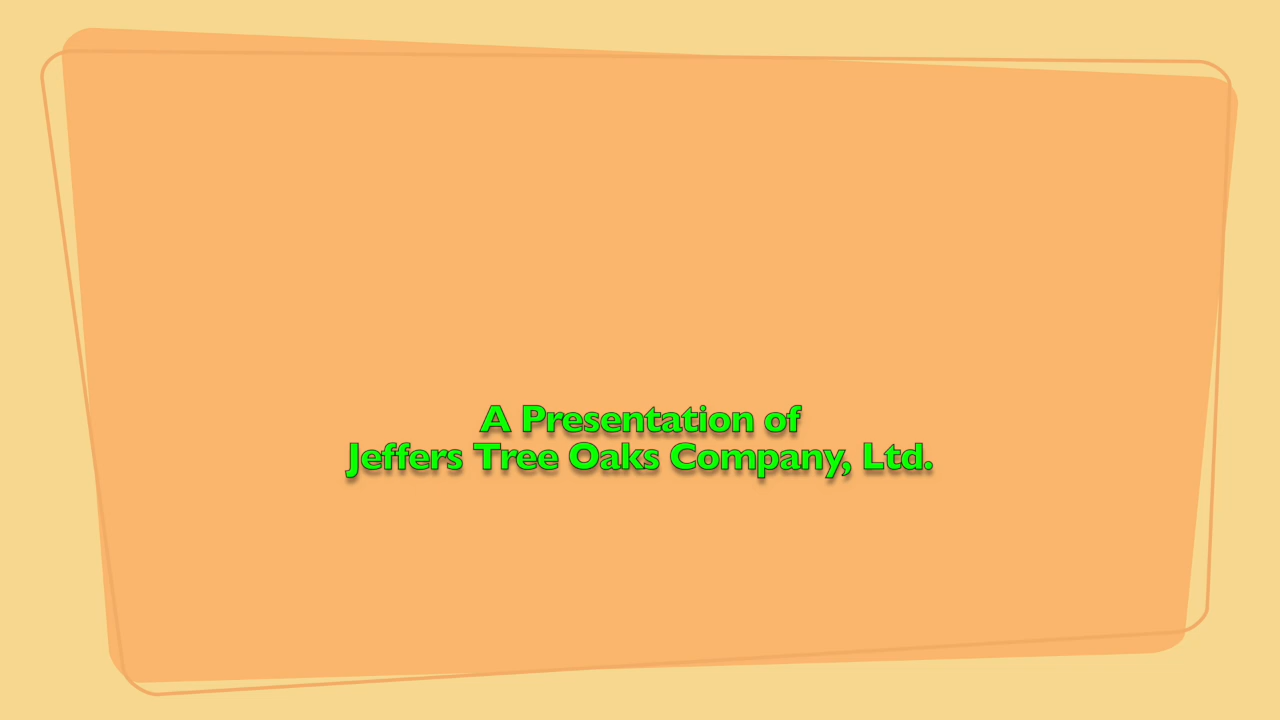 A Presentation of
Jeffers Tree Oaks Company, Ltd.